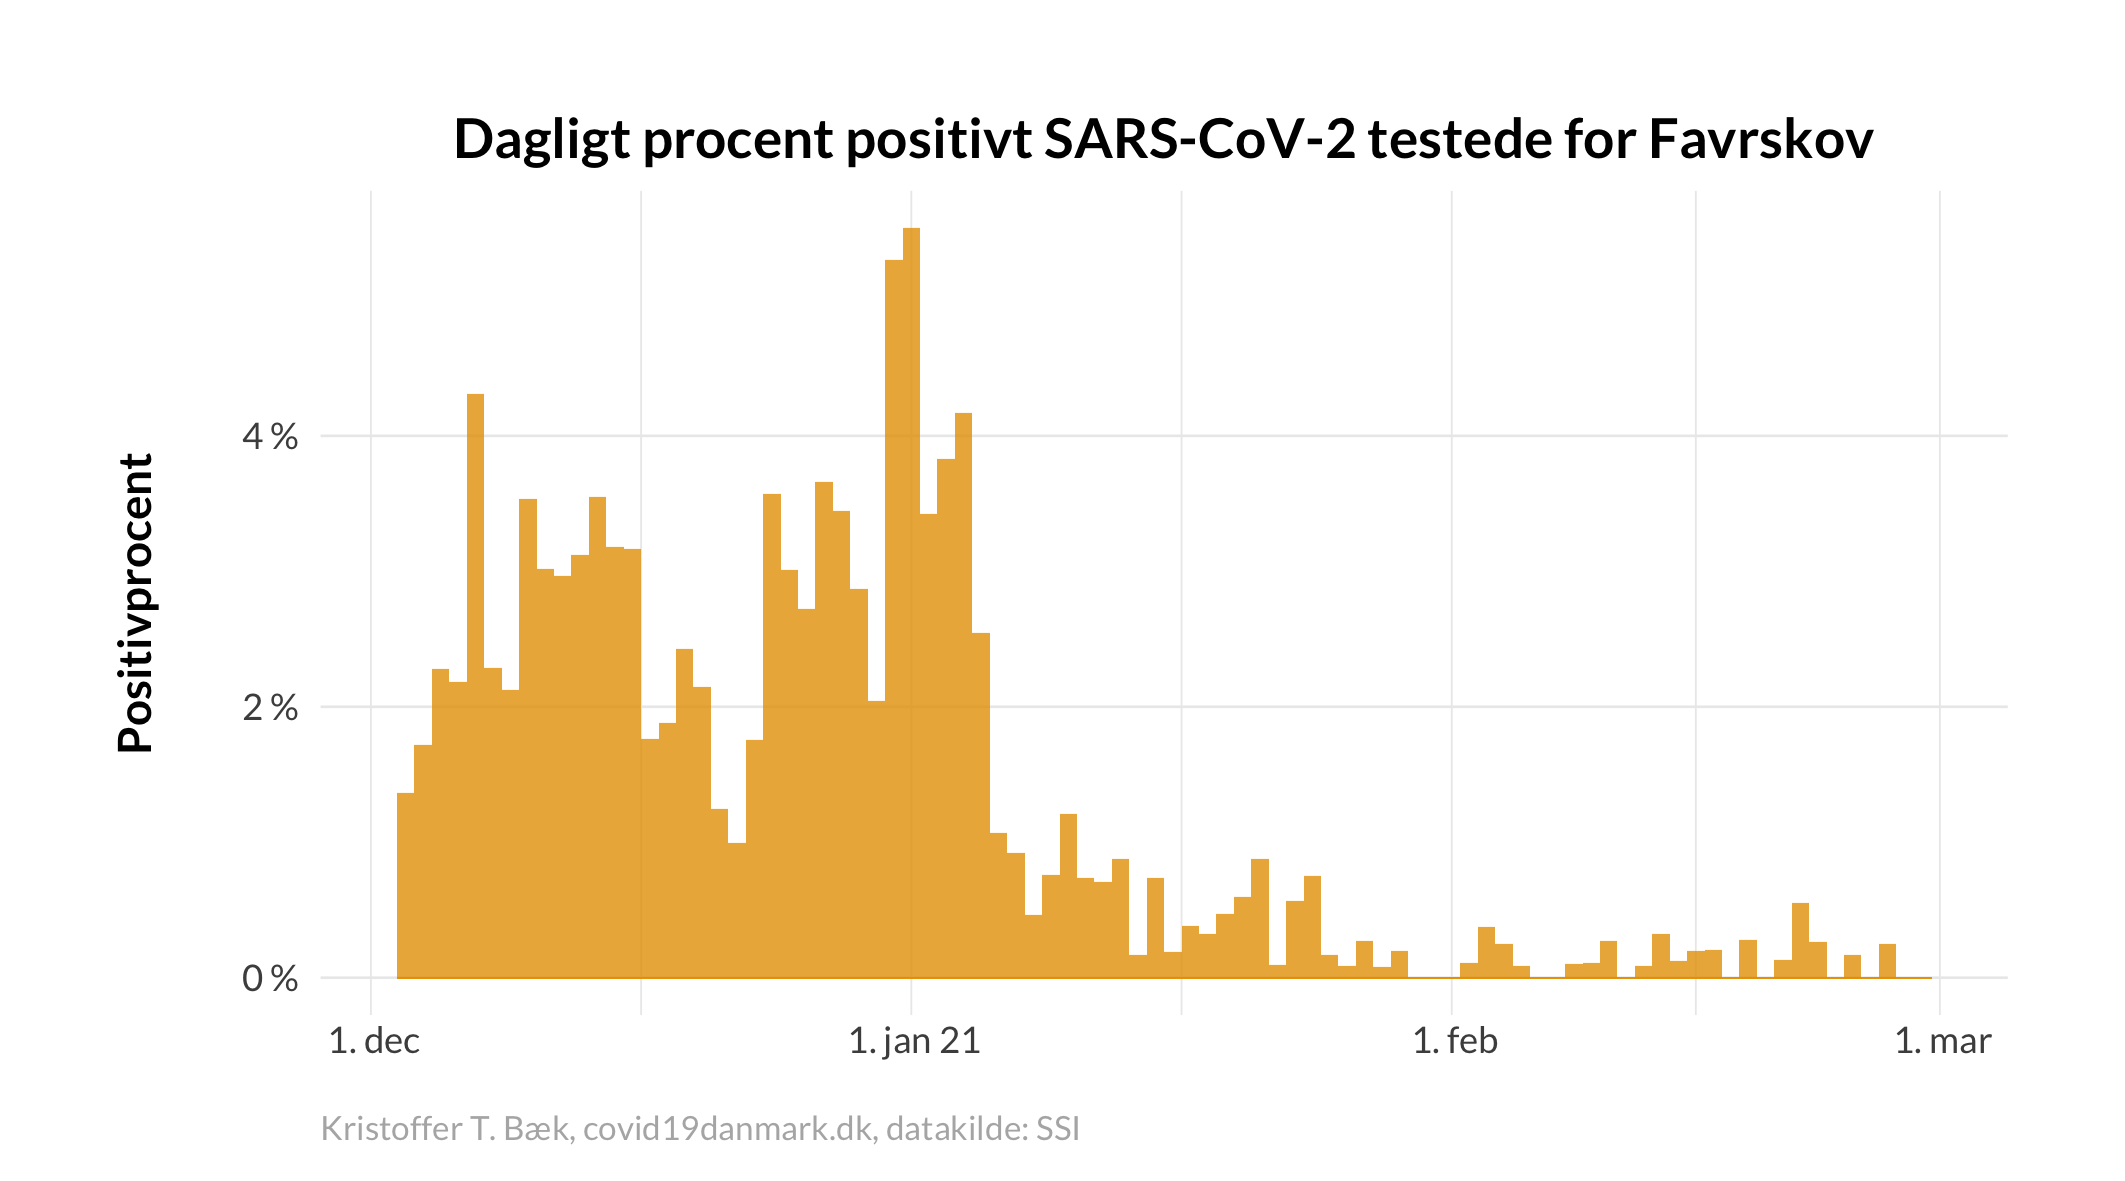 Dagligt procent positivt SARS-CoV-2 testede for Favrskov
Positivprocent
4 %
2 %
0 %
1. dec
1. jan 21
1. feb
1. mar
Kristoffer T. Bæk, covid19danmark.dk, datakilde: SSI